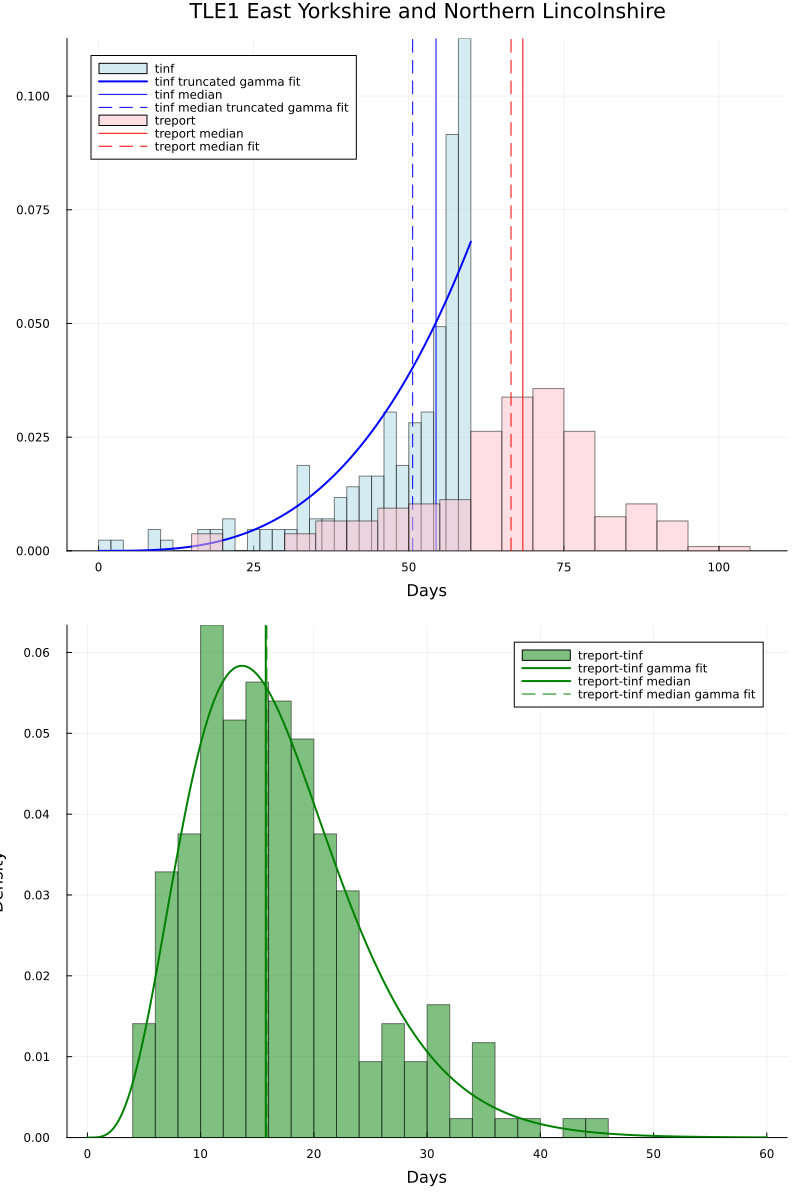 TLE1 East Yorkshire and Northern Lincolnshire
tinf
tinf truncated gamma fit
tinf median
tinf median truncated gamma fit
treport
treport median
treport median fit
0.100
0.075
0.050
0.025
0.000
0 25 50 75 100
Days
treport-tinf
treport-tinf gamma fit
treport-tinf median
treport-tinf median gamma fit
0.06
0.05
0.04
0.03
0.02
0.01
0.00
0 10 20 30 40 50 60
Days